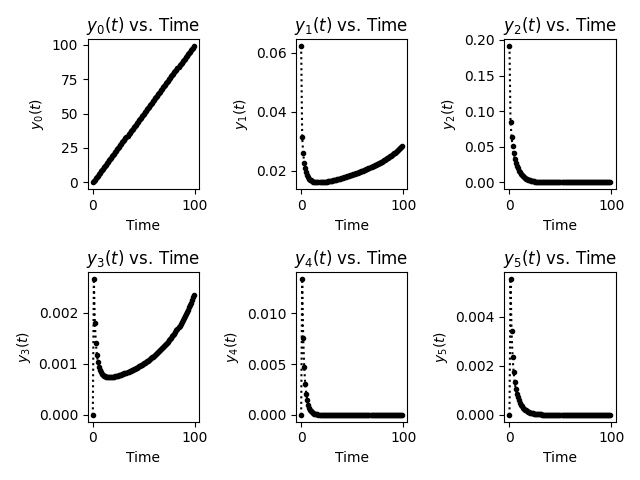 y₀(t) vs. Time
y₁(t) vs. Time
y₂(t) vs. Time
100
75
50
25
0
y₀(t)
0
100
Time
0.06
0.04
0.02
y₁(t)
0
100
Time
0.20
0.15
0.10
0.05
0.00
y₂(t)
0
100
Time
y₃(t) vs. Time
y₄(t) vs. Time
y₅(t) vs. Time
0.002
0.001
0.000
y₃(t)
0
100
Time
0.010
0.005
0.000
y₄(t)
0
100
Time
0.004
0.002
0.000
y₅(t)
0
100
Time